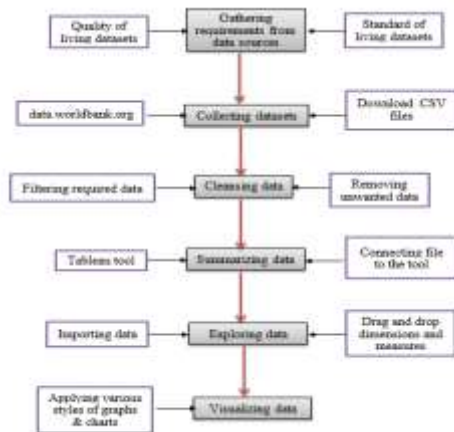 Quality of
living datasets
Gathering
requirements from
data sources
Standard of
living datasets
data.worldbank.org
Collecting datasets
Download CSV
files
Filtering required data
Cleansing data
Removing
unwanted data
Tableau tool
Summarizing data
Connecting file
to the tool
Importing data
Exploring data
Drag and drop
dimensions and
measures
Applying various
styles of graphs
& charts
Visualizing data